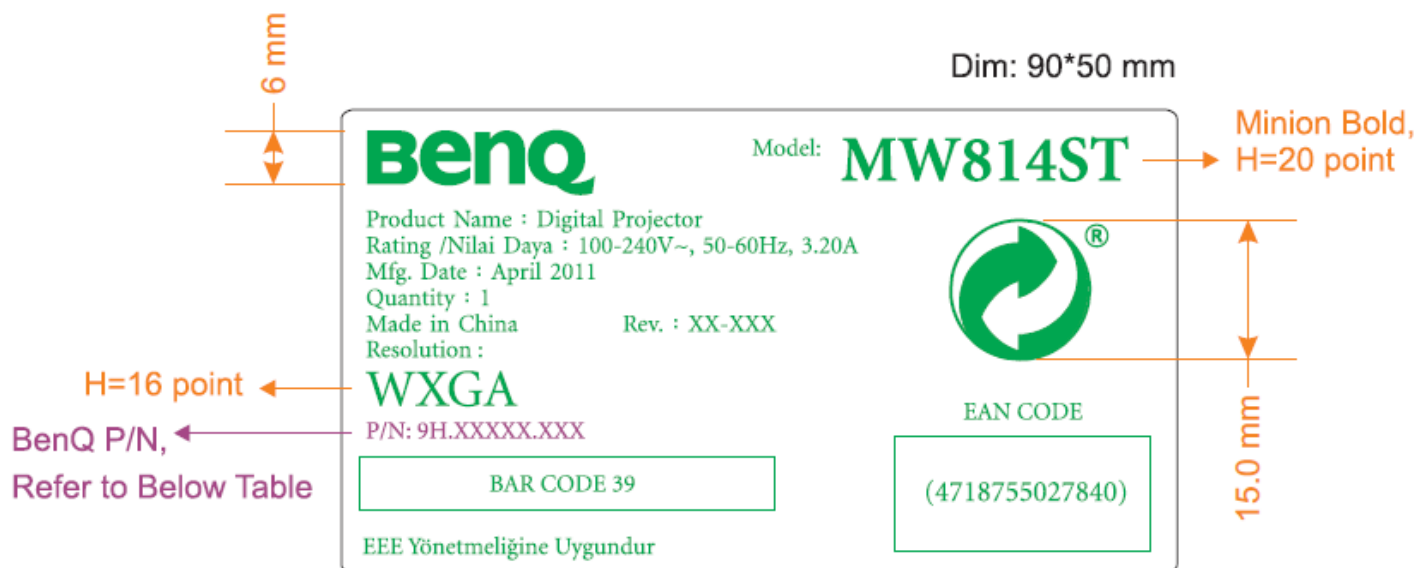 6 mm
Dim: 90*50 mm
BenQ
Model: MW814ST
Minion Bold,
H=20 point
Product Name : Digital Projector
Rating /Nilai Daya : 100-240V~, 50-60Hz, 3.20A
Mfg. Date : April 2011
Quantity : 1
Made in China Rev. : XX-XXX
Resolution :
®
H=16 point
WXGA
BenQ P/N,
Refer to Below Table
P/N: 9H.XXXXX.XXX
EAN CODE
15.0 mm
BAR CODE 39
(4718755027840)
EEE Yönetmeliğine Uygundur